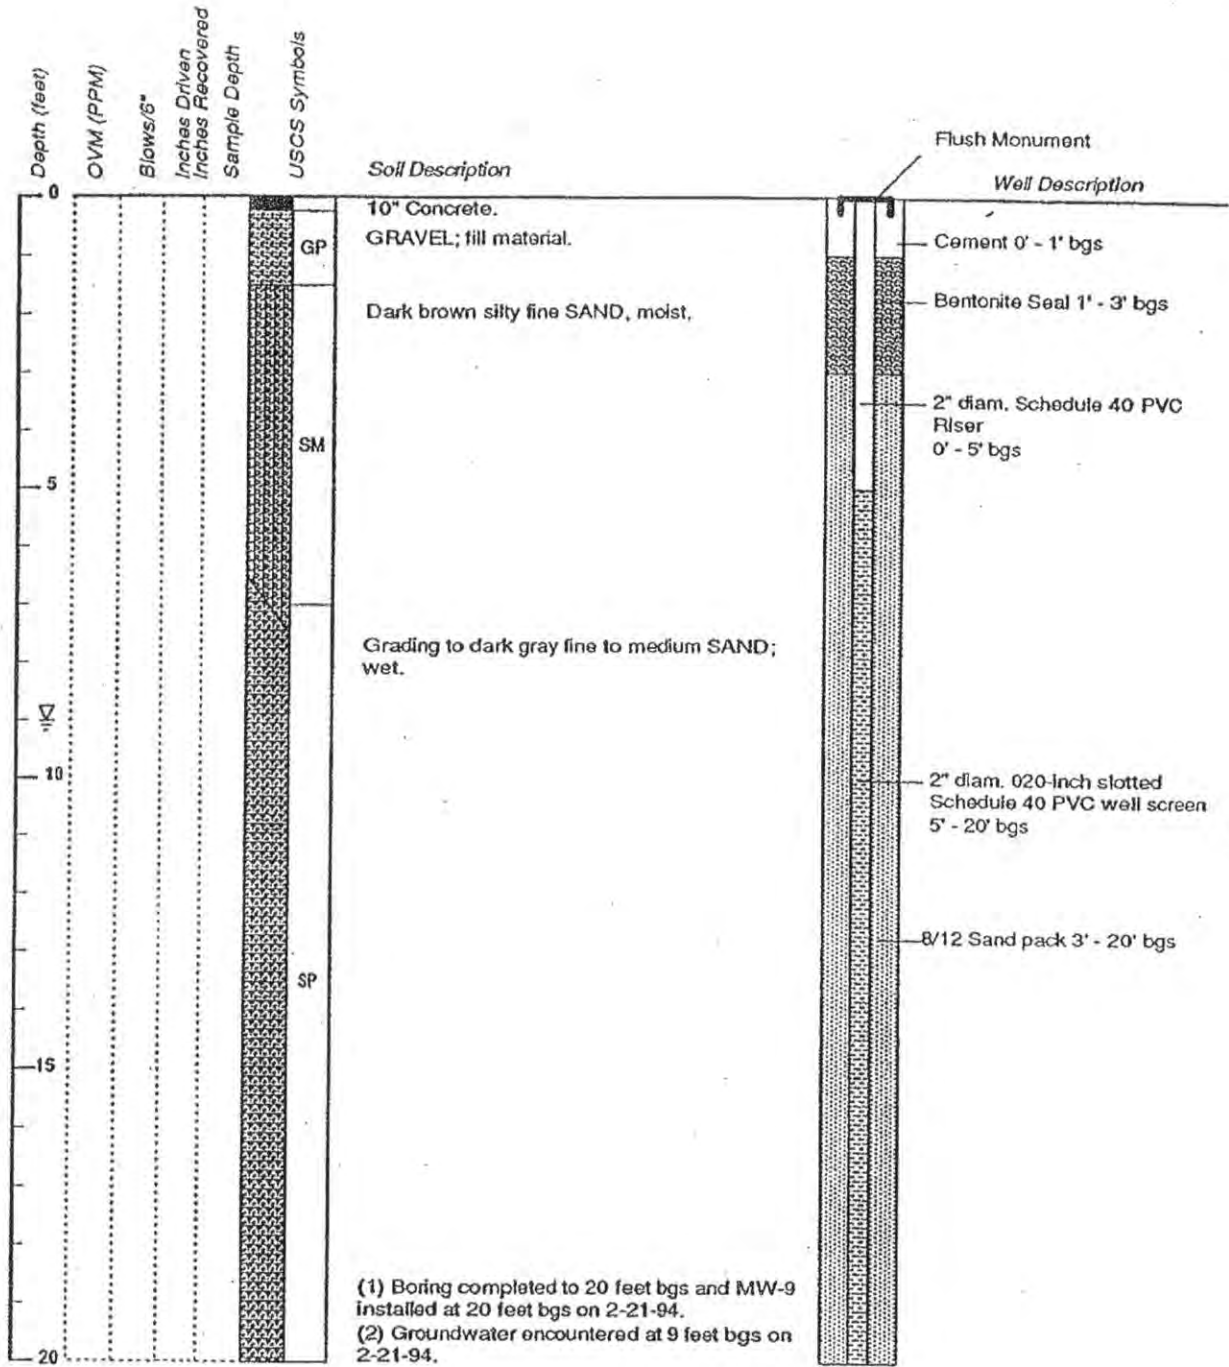 Depth (feet)
OVM (PPM)
Blows/6"
Inches Driven
Inches Recovered
Sample Depth
USCS Symbols
Soil Description
Flush Monument
Well Description
0
10" Concrete.
GP
GRAVEL; fill material.
Cement 0' - 1' bgs
Dark brown silty fine SAND, moist,
Bentonite Seal 1' - 3' bgs
2" diam. Schedule 40 PVC
Riser
0' - 5' bgs
SM
5
Grading to dark gray fine to medium SAND;
wet.
10
2" diam. 020-inch slotted
Schedule 40 PVC well screen
5' - 20' bgs
8/12 Sand pack 3' - 20' bgs
SP
15
(1) Boring completed to 20 feet bgs and MW-9
installed at 20 feet bgs on 2-21-94.
(2) Groundwater encountered at 9 feet bgs on
2-21-94.
20